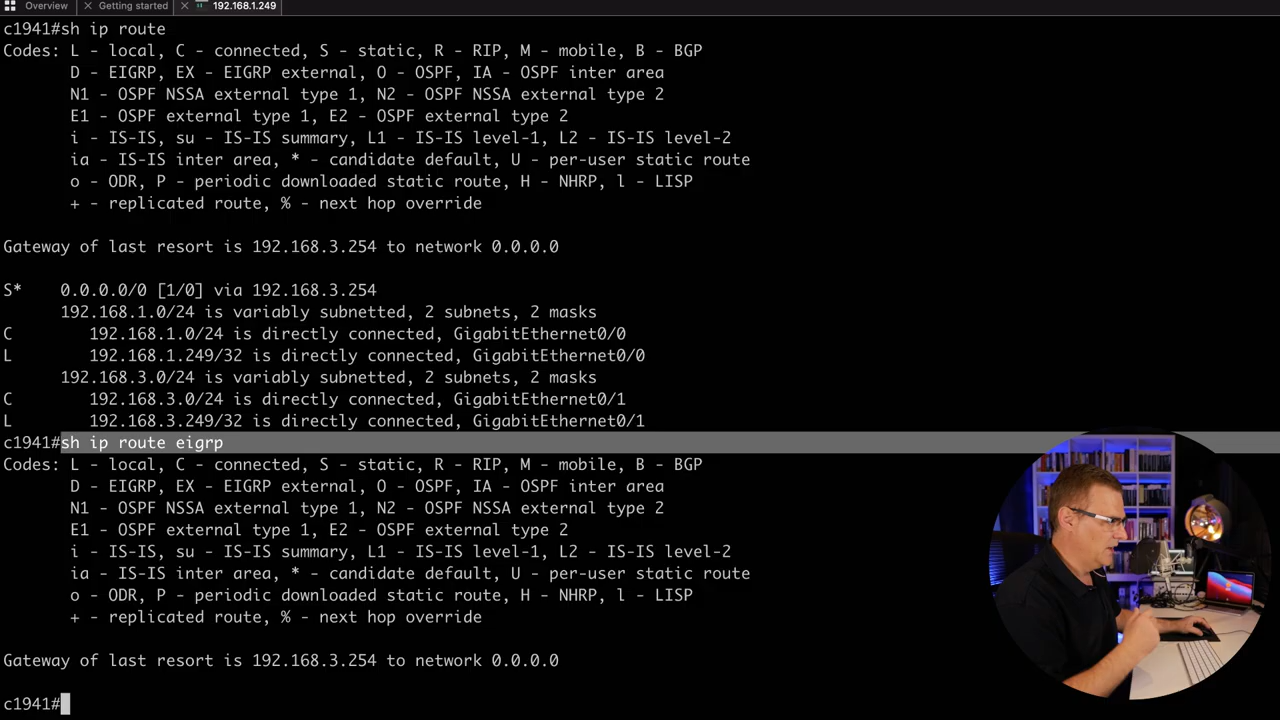 Overview
Getting started
192.168.1.249
c1941#sh ip route
Codes: L - local, C - connected, S - static, R - RIP, M - mobile, B - BGP
D - EIGRP, EX - EIGRP external, O - OSPF, IA - OSPF inter area
N1 - OSPF NSSA external type 1, N2 - OSPF NSSA external type 2
E1 - OSPF external type 1, E2 - OSPF external type 2
i - IS-IS, su - IS-IS summary, L1 - IS-IS level-1, L2 - IS-IS level-2
ia - IS-IS inter area, * - candidate default, U - per-user static route
o - ODR, P - periodic downloaded static route, H - NHRP, l - LISP
+ - replicated route, % - next hop override
Gateway of last resort is 192.168.3.254 to network 0.0.0.0
S* 0.0.0.0/0 [1/0] via 192.168.3.254
192.168.1.0/24 is variably subnetted, 2 subnets, 2 masks
C 192.168.1.0/24 is directly connected, GigabitEthernet0/0
L 192.168.1.249/32 is directly connected, GigabitEthernet0/0
192.168.3.0/24 is variably subnetted, 2 subnets, 2 masks
C 192.168.3.0/24 is directly connected, GigabitEthernet0/1
L 192.168.3.249/32 is directly connected, GigabitEthernet0/1
c1941#sh ip route eigrp
Codes: L - local, C - connected, S - static, R - RIP, M - mobile, B - BGP
D - EIGRP, EX - EIGRP external, O - OSPF, IA - OSPF inter area
N1 - OSPF NSSA external type 1, N2 - OSPF NSSA external type 2
E1 - OSPF external type 1, E2 - OSPF external type 2
i - IS-IS, su - IS-IS summary, L1 - IS-IS level-1, L2 - IS-IS level-2
ia - IS-IS inter area, * - candidate default, U - per-user static route
o - ODR, P - periodic downloaded static route, H - NHRP, l - LISP
+ - replicated route, % - next hop override
Gateway of last resort is 192.168.3.254 to network 0.0.0.0
c1941#